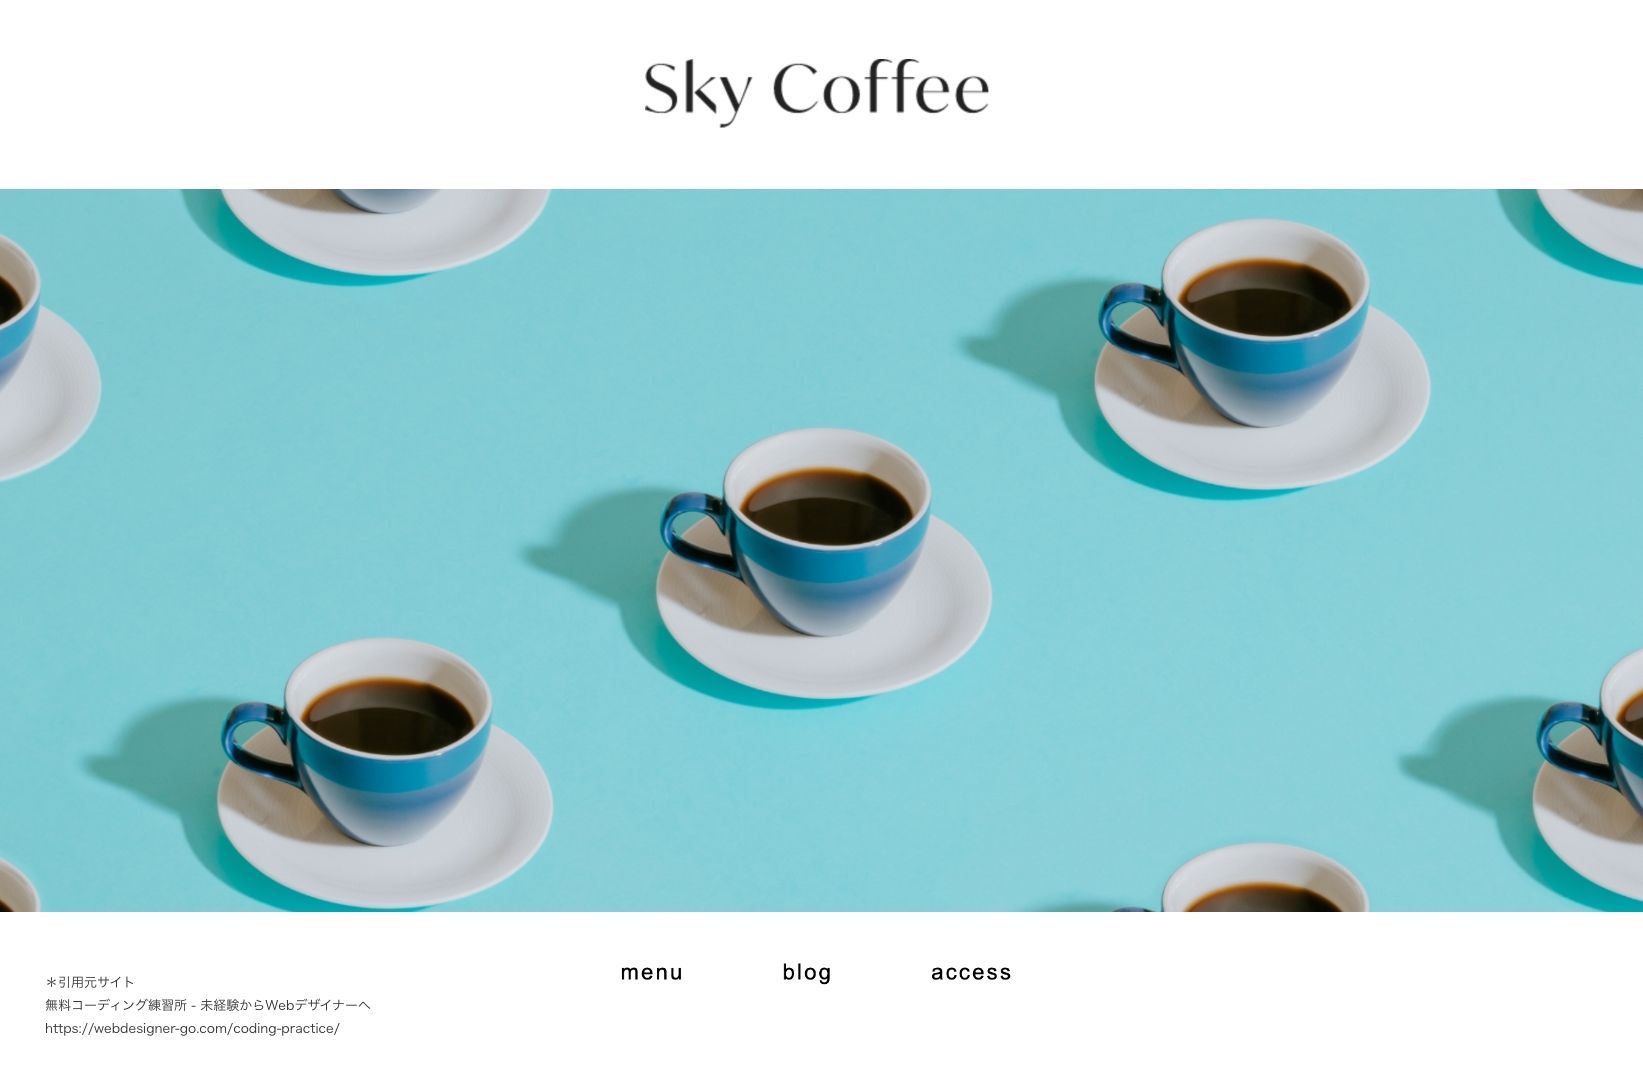 Sky Coffee
menu
blog
access
＊引用元サイト
無料コーディング練習所 - 未経験からWebデザイナーへ
https://webdesigner-go.com/coding-practice/